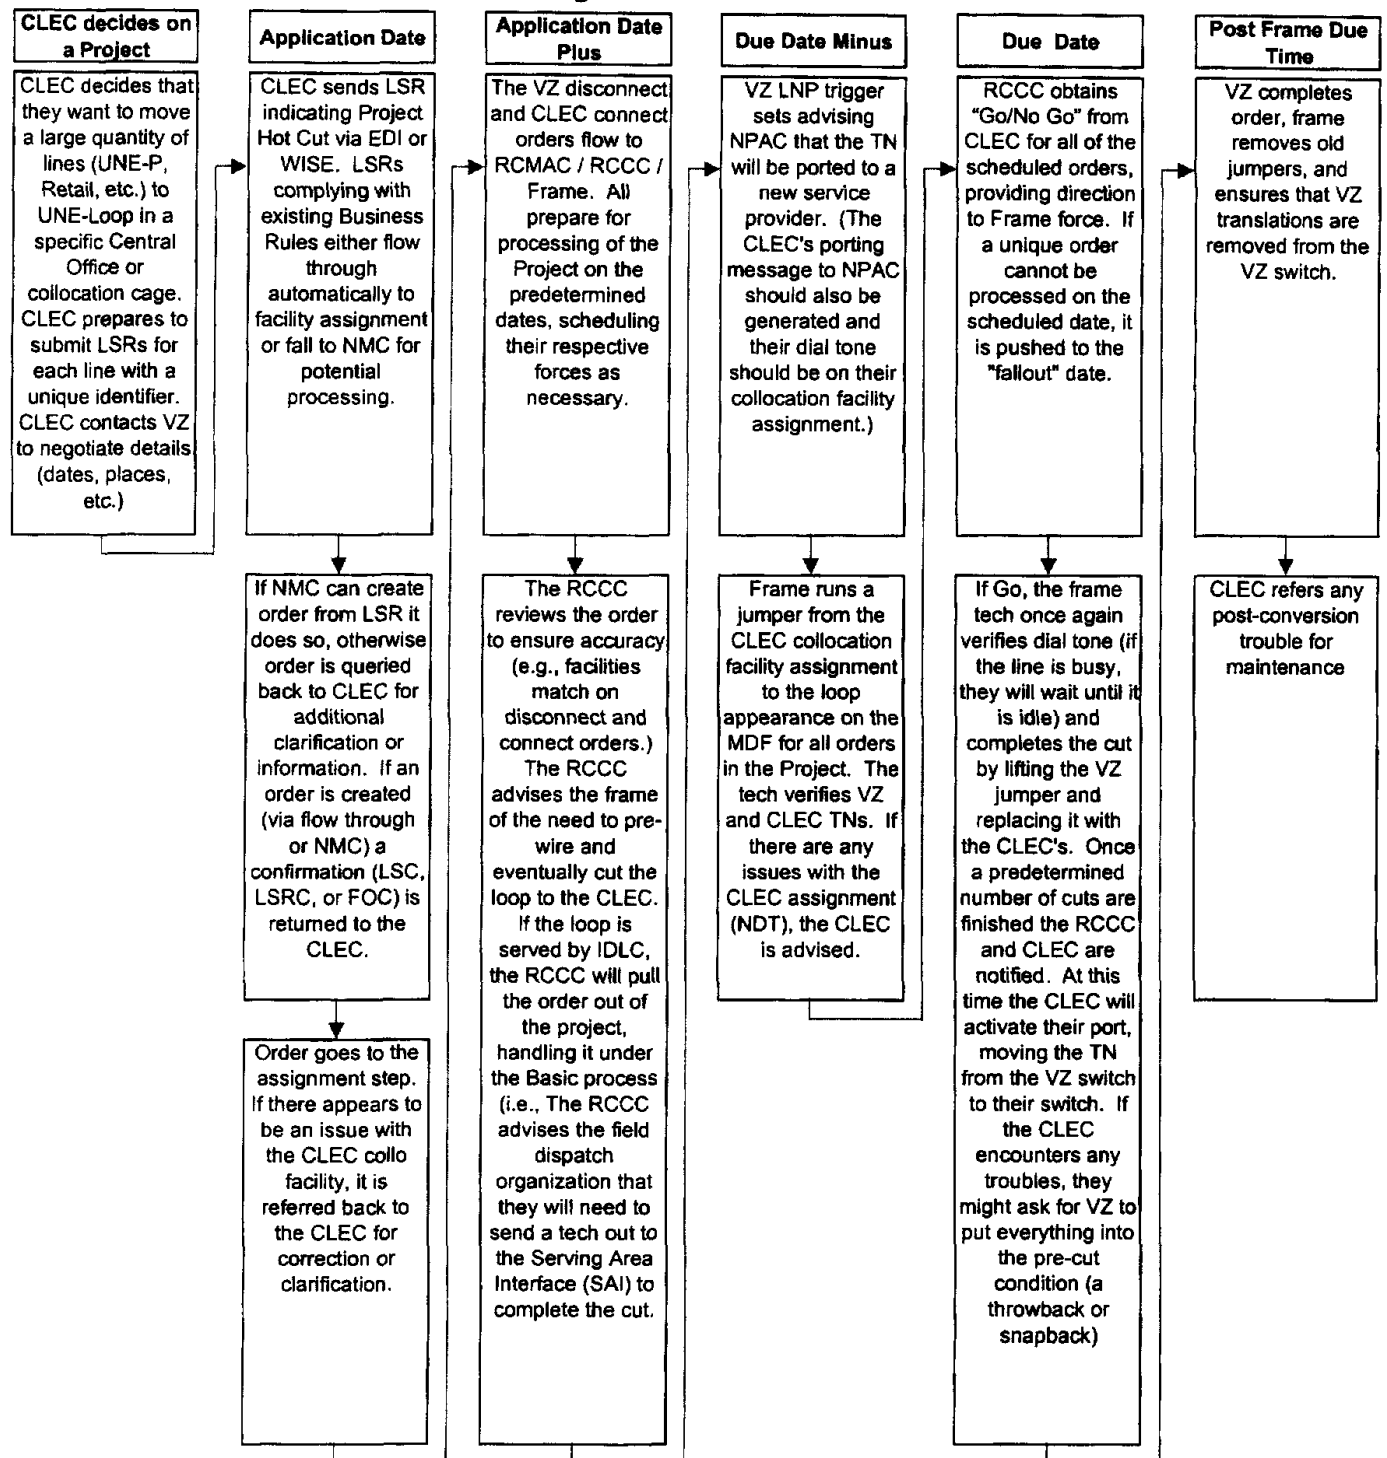 CLEC decides on
a Project
CLEC decides that
they want to move
a large quantity of
lines (UNE-P,
Retail, etc.) to
UNE-Loop in a
specific Central
Office or
collocation cage.
CLEC prepares to
submit LSRs for
each line with a
unique identifier.
CLEC contacts VZ
to negotiate details
(dates, places,
etc.)
Application Date
CLEC sends LSR
indicating Project
Hot Cut via EDI or
WISE. LSRs
complying with
existing Business
Rules either flow
through
automatically to
facility assignment
or fall to NMC for
potential
processing.
If NMC can create
order from LSR it
does so, otherwise
order is queried
back to CLEC for
additional
clarification or
information. If an
order is created
(via flow through
or NMC) a
confirmation (LSC,
LSRC, or FOC) is
returned to the
CLEC.
Order goes to the
assignment step.
If there appears to
be an issue with
the CLEC collo
facility, it is
referred back to
the CLEC for
correction or
clarification.
Application Date
Plus
The VZ disconnect
and CLEC connect
orders flow to
RCMAC / RCCC /
Frame. All
prepare for
processing of the
Project on the
predetermined
dates, scheduling
their respective
forces as
necessary.
The RCCC
reviews the order
to ensure accuracy
(e.g., facilities
match on
disconnect and
connect orders.)
The RCCC
advises the frame
of the need to pre-
wire and
eventually cut the
loop to the CLEC.
If the loop is
served by IDLC,
the RCCC will pull
the order out of
the project,
handling it under
the Basic process
(i.e., The RCCC
advises the field
dispatch
organization that
they will need to
send a tech out to
the Serving Area
Interface (SAI) to
complete the cut.
Due Date Minus
VZ LNP trigger
sets advising
NPAC that the TN
will be ported to a
new service
provider. (The
CLEC's porting
message to NPAC
should also be
generated and
their dial tone
should be on their
collocation facility
assignment.)
Frame runs a
jumper from the
CLEC collocation
facility assignment
to the loop
appearance on the
MDF for all orders
in the Project. The
tech verifies VZ
and CLEC TNs. If
there are any
issues with the
CLEC assignment
(NDT), the CLEC
is advised.
Due Date
RCCC obtains
"Go/No Go" from
CLEC for all of the
scheduled orders,
providing direction
to Frame force. If
a unique order
cannot be
processed on the
scheduled date, it
is pushed to the
"fallout" date.
If Go, the frame
tech once again
verifies dial tone (if
the line is busy,
they will wait until it
is idle) and
completes the cut
by lifting the VZ
jumper and
replacing it with
the CLEC's. Once
a predetermined
number of cuts are
finished the RCCC
and CLEC are
notified. At this
time the CLEC will
activate their port,
moving the TN
from the VZ switch
to their switch. If
the CLEC
encounters any
troubles, they
might ask for VZ to
put everything into
the pre-cut
condition (a
throwback or
snapback)
Post Frame Due
Time
VZ completes
order, frame
removes old
jumpers, and
ensures that VZ
translations are
removed from the
VZ switch.
CLEC refers any
post-conversion
trouble for
maintenance